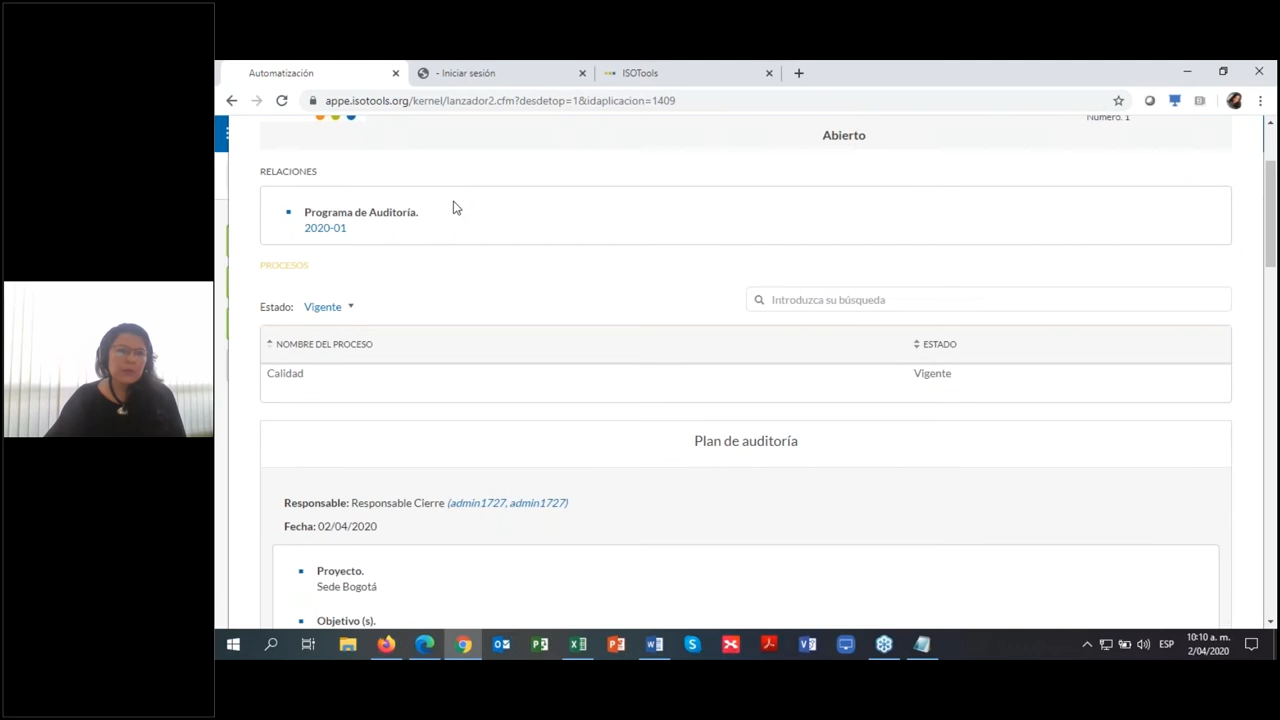 Automatización
- Iniciar sesión
ISOTools
appe.isotools.org/kernel/lanzador2.cfm?desdetop=1&idaplicacion=1409
Numero. 1
Abierto
RELACIONES
Programa de Auditoría.
2020-01
PROCESOS
Estado: Vigente
Introduzca su búsqueda
NOMBRE DEL PROCESO ESTADO
Calidad Vigente
Plan de auditoría
Responsable: Responsable Cierre (admin1727, admin1727)
Fecha: 02/04/2020
Proyecto.
Sede Bogotá
Objetivo (s).
ESP
10:10 a. m.
2/04/2020